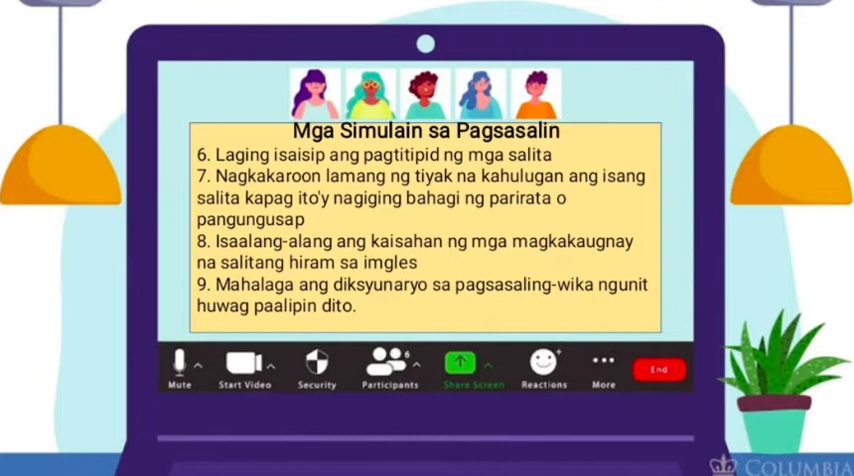 Mga Simulain sa Pagsasalin
6. Laging isaisip ang pagtitipid ng mga salita
7. Nagkakaroon lamang ng tiyak na kahulugan ang isang
salita kapag ito'y nagiging bahagi ng parirata o
pangungusap
8. Isaalang-alang ang kaisahan ng mga magkakaugnay
na salitang hiram sa imgles
9. Mahalaga ang diksyunaryo sa pagsasaling-wika ngunit
huwag paalipin dito.
6
Mute Start Video Security Participants Share Screen Reactions More End
COLUMBIA